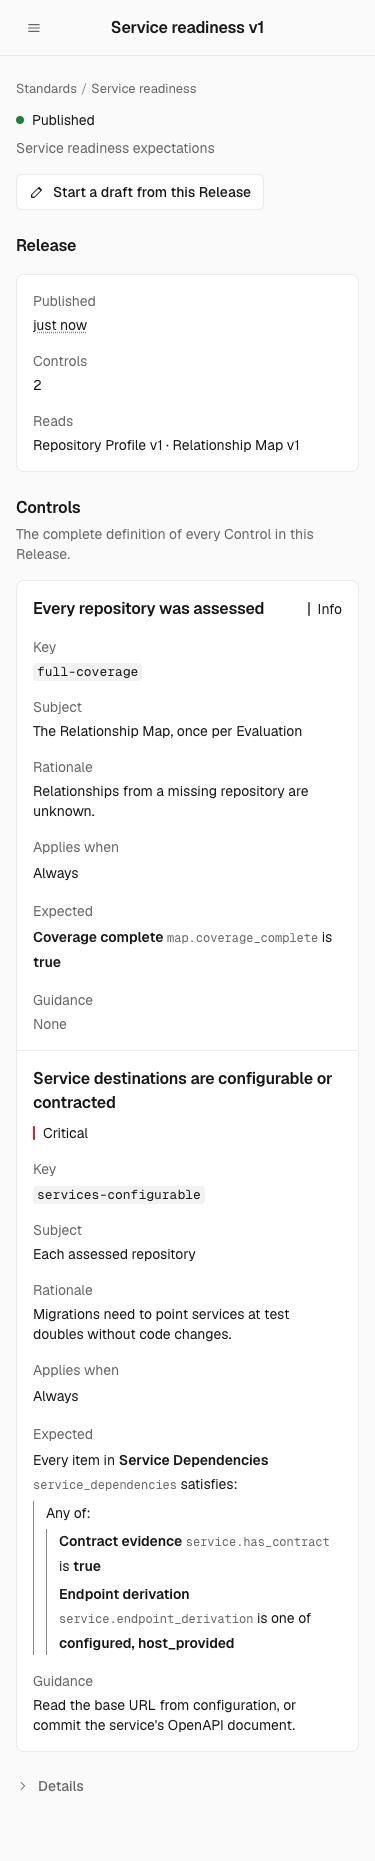 Service readiness v1
Standards / Service readiness
Published
Service readiness expectations
Start a draft from this Release
Release
Published
just now
Controls
2
Reads
Repository Profile v1 · Relationship Map v1
Controls
The complete definition of every Control in this
Release.
Every repository was assessed
Info
Key
full-coverage
Subject
The Relationship Map, once per Evaluation
Rationale
Relationships from a missing repository are
unknown.
Applies when
Always
Expected
Coverage complete map.coverage_complete is
true
Guidance
None
Service destinations are configurable or
contracted
Critical
Key
services-configurable
Subject
Each assessed repository
Rationale
Migrations need to point services at test
doubles without code changes.
Applies when
Always
Expected
Every item in Service Dependencies
service_dependencies satisfies:
Any of:
Contract evidence service.has_contract
is true
Endpoint derivation
service.endpoint_derivation is one of
configured, host_provided
Guidance
Read the base URL from configuration, or
commit the service's OpenAPI document.
Details